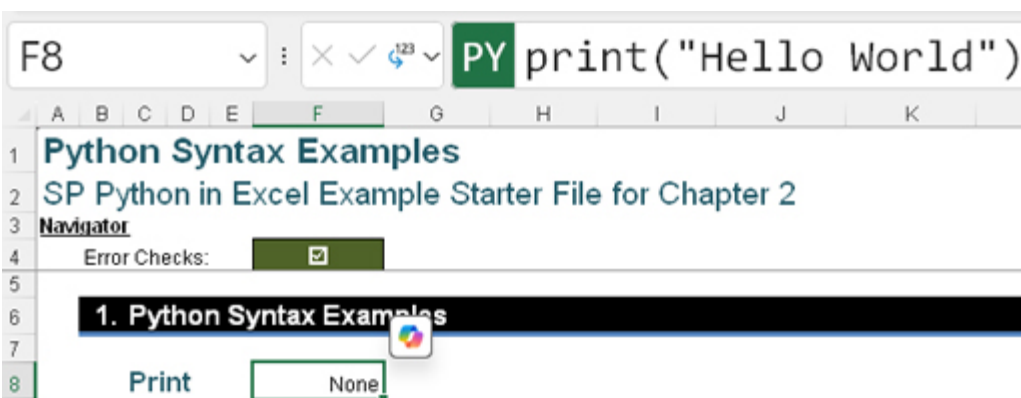 F8 123 PY print("Hello World")
A B C D E F G H I J K
1 Python Syntax Examples
2 SP Python in Excel Example Starter File for Chapter 2
3 Navigator
4 Error Checks:
5
6 1. Python Syntax Examples
7
8 Print None